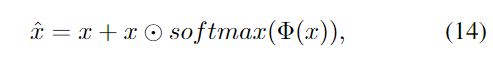 x̂ = x + x ⊙ softmax(Φ(x)), (14)